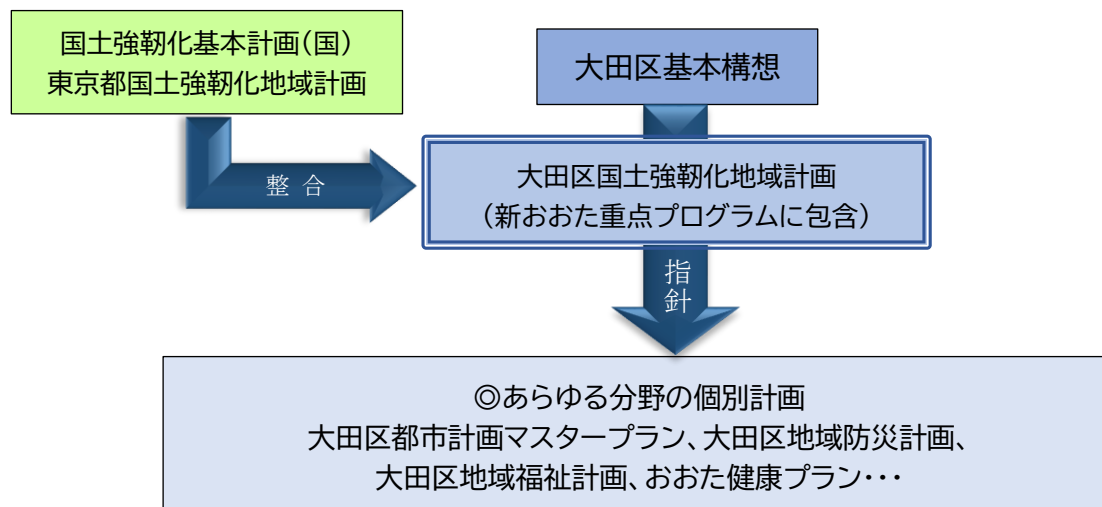 国土強靭化基本計画（国）
東京都国土強靭化地域計画
大田区基本構想
整 合
大田区国土強靭化地域計画
（新おおた重点プログラムに包含）
指針
◎あらゆる分野の個別計画
大田区都市計画マスタープラン、大田区地域防災計画、
大田区地域福祉計画、おおた健康プラン・・・